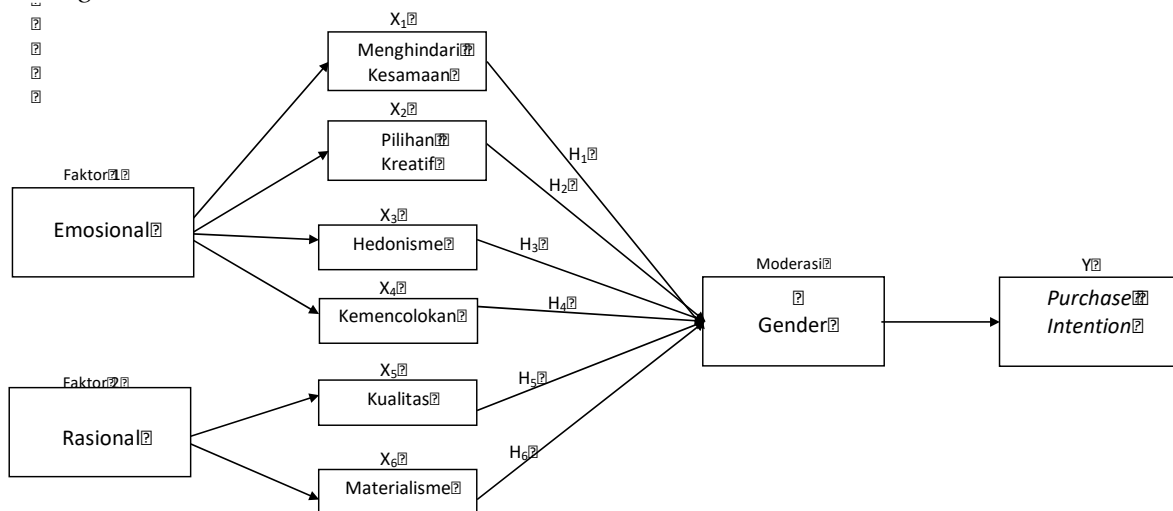 X₁
Menghindari
Kesamaan
X₂
Pilihan
Kreatif
H₁
H₂
Faktor 1
Emosional
X₃
Hedonisme
H₃
Moderasi
Gender
Y
Purchase
Intention
X₄
Kemencolokan
H₄
Faktor 2
Rasional
X₅
Kualitas
H₅
X₆
Materialisme
H₆